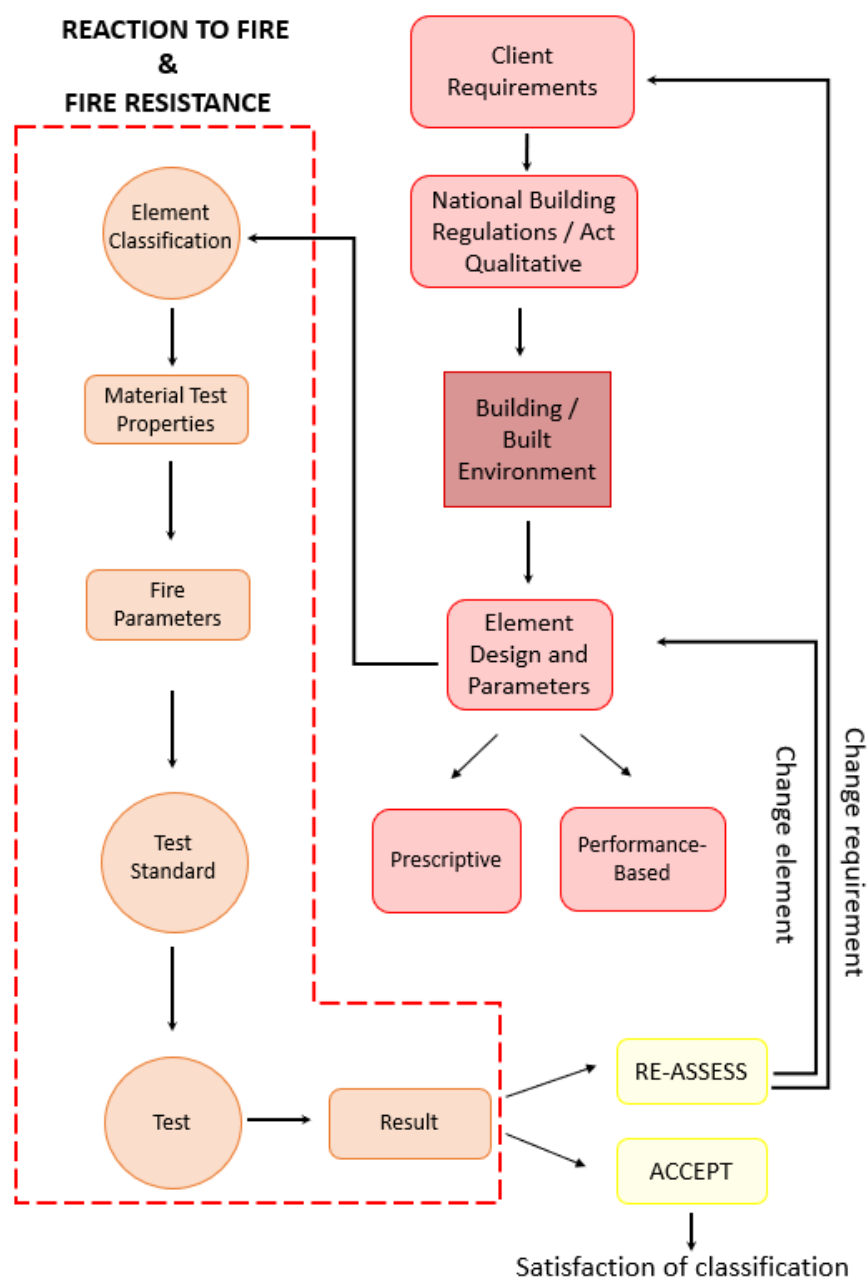 REACTION TO FIRE
&
FIRE RESISTANCE
Client
Requirements
National Building
Regulations / Act
Qualitative
Building /
Built
Environment
Element
Design and
Parameters
Prescriptive
Performance-
Based
Element
Classification
Material Test
Properties
Fire
Parameters
Test
Standard
Test
Result
RE-ASSESS
ACCEPT
Satisfaction of classification
Change element
Change requirement